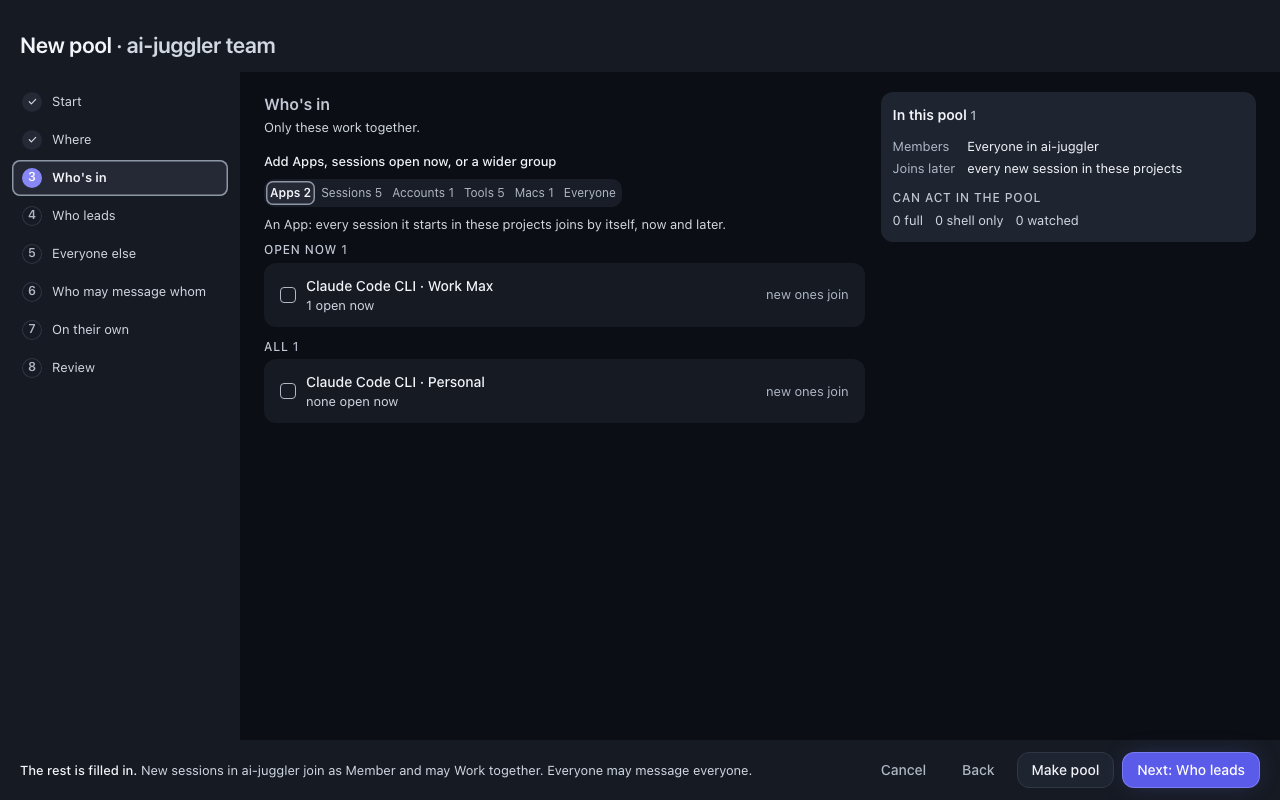 New pool · ai-juggler team
Start
Where
3 Who's in
4 Who leads
5 Everyone else
6 Who may message whom
7 On their own
8 Review
Who's in
Only these work together.
Add Apps, sessions open now, or a wider group
Apps 2 Sessions 5 Accounts 1 Tools 5 Macs 1 Everyone
An App: every session it starts in these projects joins by itself, now and later.
OPEN NOW 1
Claude Code CLI · Work Max
1 open now
new ones join
ALL 1
Claude Code CLI · Personal
none open now
new ones join
In this pool 1
Members Everyone in ai-juggler
Joins later every new session in these projects
CAN ACT IN THE POOL
0 full 0 shell only 0 watched
The rest is filled in. New sessions in ai-juggler join as Member and may Work together. Everyone may message everyone.
Cancel Back Make pool Next: Who leads